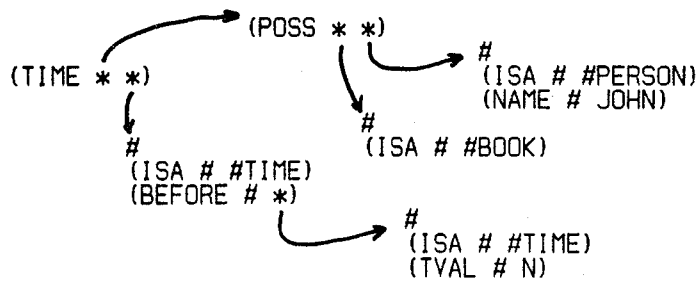 (POSS * *)
#
(ISA # #PERSON)
(NAME # JOHN)
(TIME * *)
#
(ISA # #BOOK)
#
(ISA # #TIME)
(BEFORE # *)
#
(ISA # #TIME)
(TVAL # N)